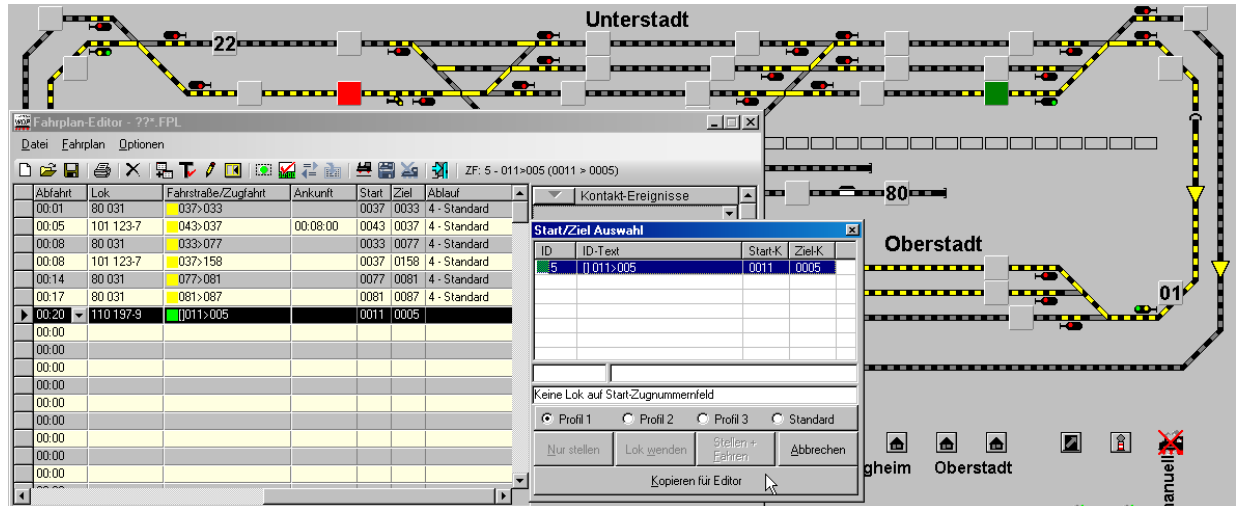 Unterstadt
22
Fahrplan-Editor - ??*.FPL
Datei Fahrplan Optionen
ZF: 5 - 011>005 (0011 > 0005)
Abfahrt Lok Fahrstraße/Zugfahrt Ankunft Start Ziel Ablauf
00:01 80 031 037>033 0037 0033 4 - Standard
00:05 101 123-7 043>037 00:08:00 0043 0037 4 - Standard
00:08 80 031 033>077 0033 0077 4 - Standard
00:08 101 123-7 037>158 0037 0158 4 - Standard
00:14 80 031 077>081 0077 0081 4 - Standard
00:17 80 031 081>087 0081 0087 4 - Standard
00:20 110 197-9 []011>005 0011 0005
00:00
00:00
00:00
00:00
00:00
00:00
00:00
00:00
00:00
Kontakt-Ereignisse
Start/Ziel Auswahl
ID ID-Text Start-K Ziel-K
5 [] 011>005 0011 0005
Keine Lok auf Start-Zugnummernfeld
Profil 1 Profil 2 Profil 3 Standard
Nur stellen Lok wenden Stellen + Fahren Abbrechen
Kopieren für Editor
80
Oberstadt
01
gheim Oberstadt
manuell